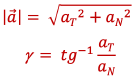 |a⃗| = √(a_T² + a_N²)
γ = tg⁻¹ a_T / a_N